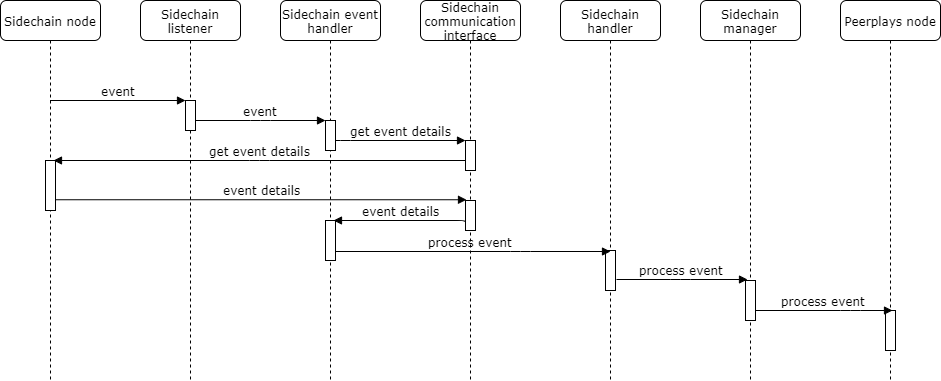 Sidechain node
Sidechain
listener
Sidechain event
handler
Sidechain
communication
interface
Sidechain
handler
Sidechain
manager
Peerplays node
event
event
get event details
get event details
event details
event details
process event
process event
process event